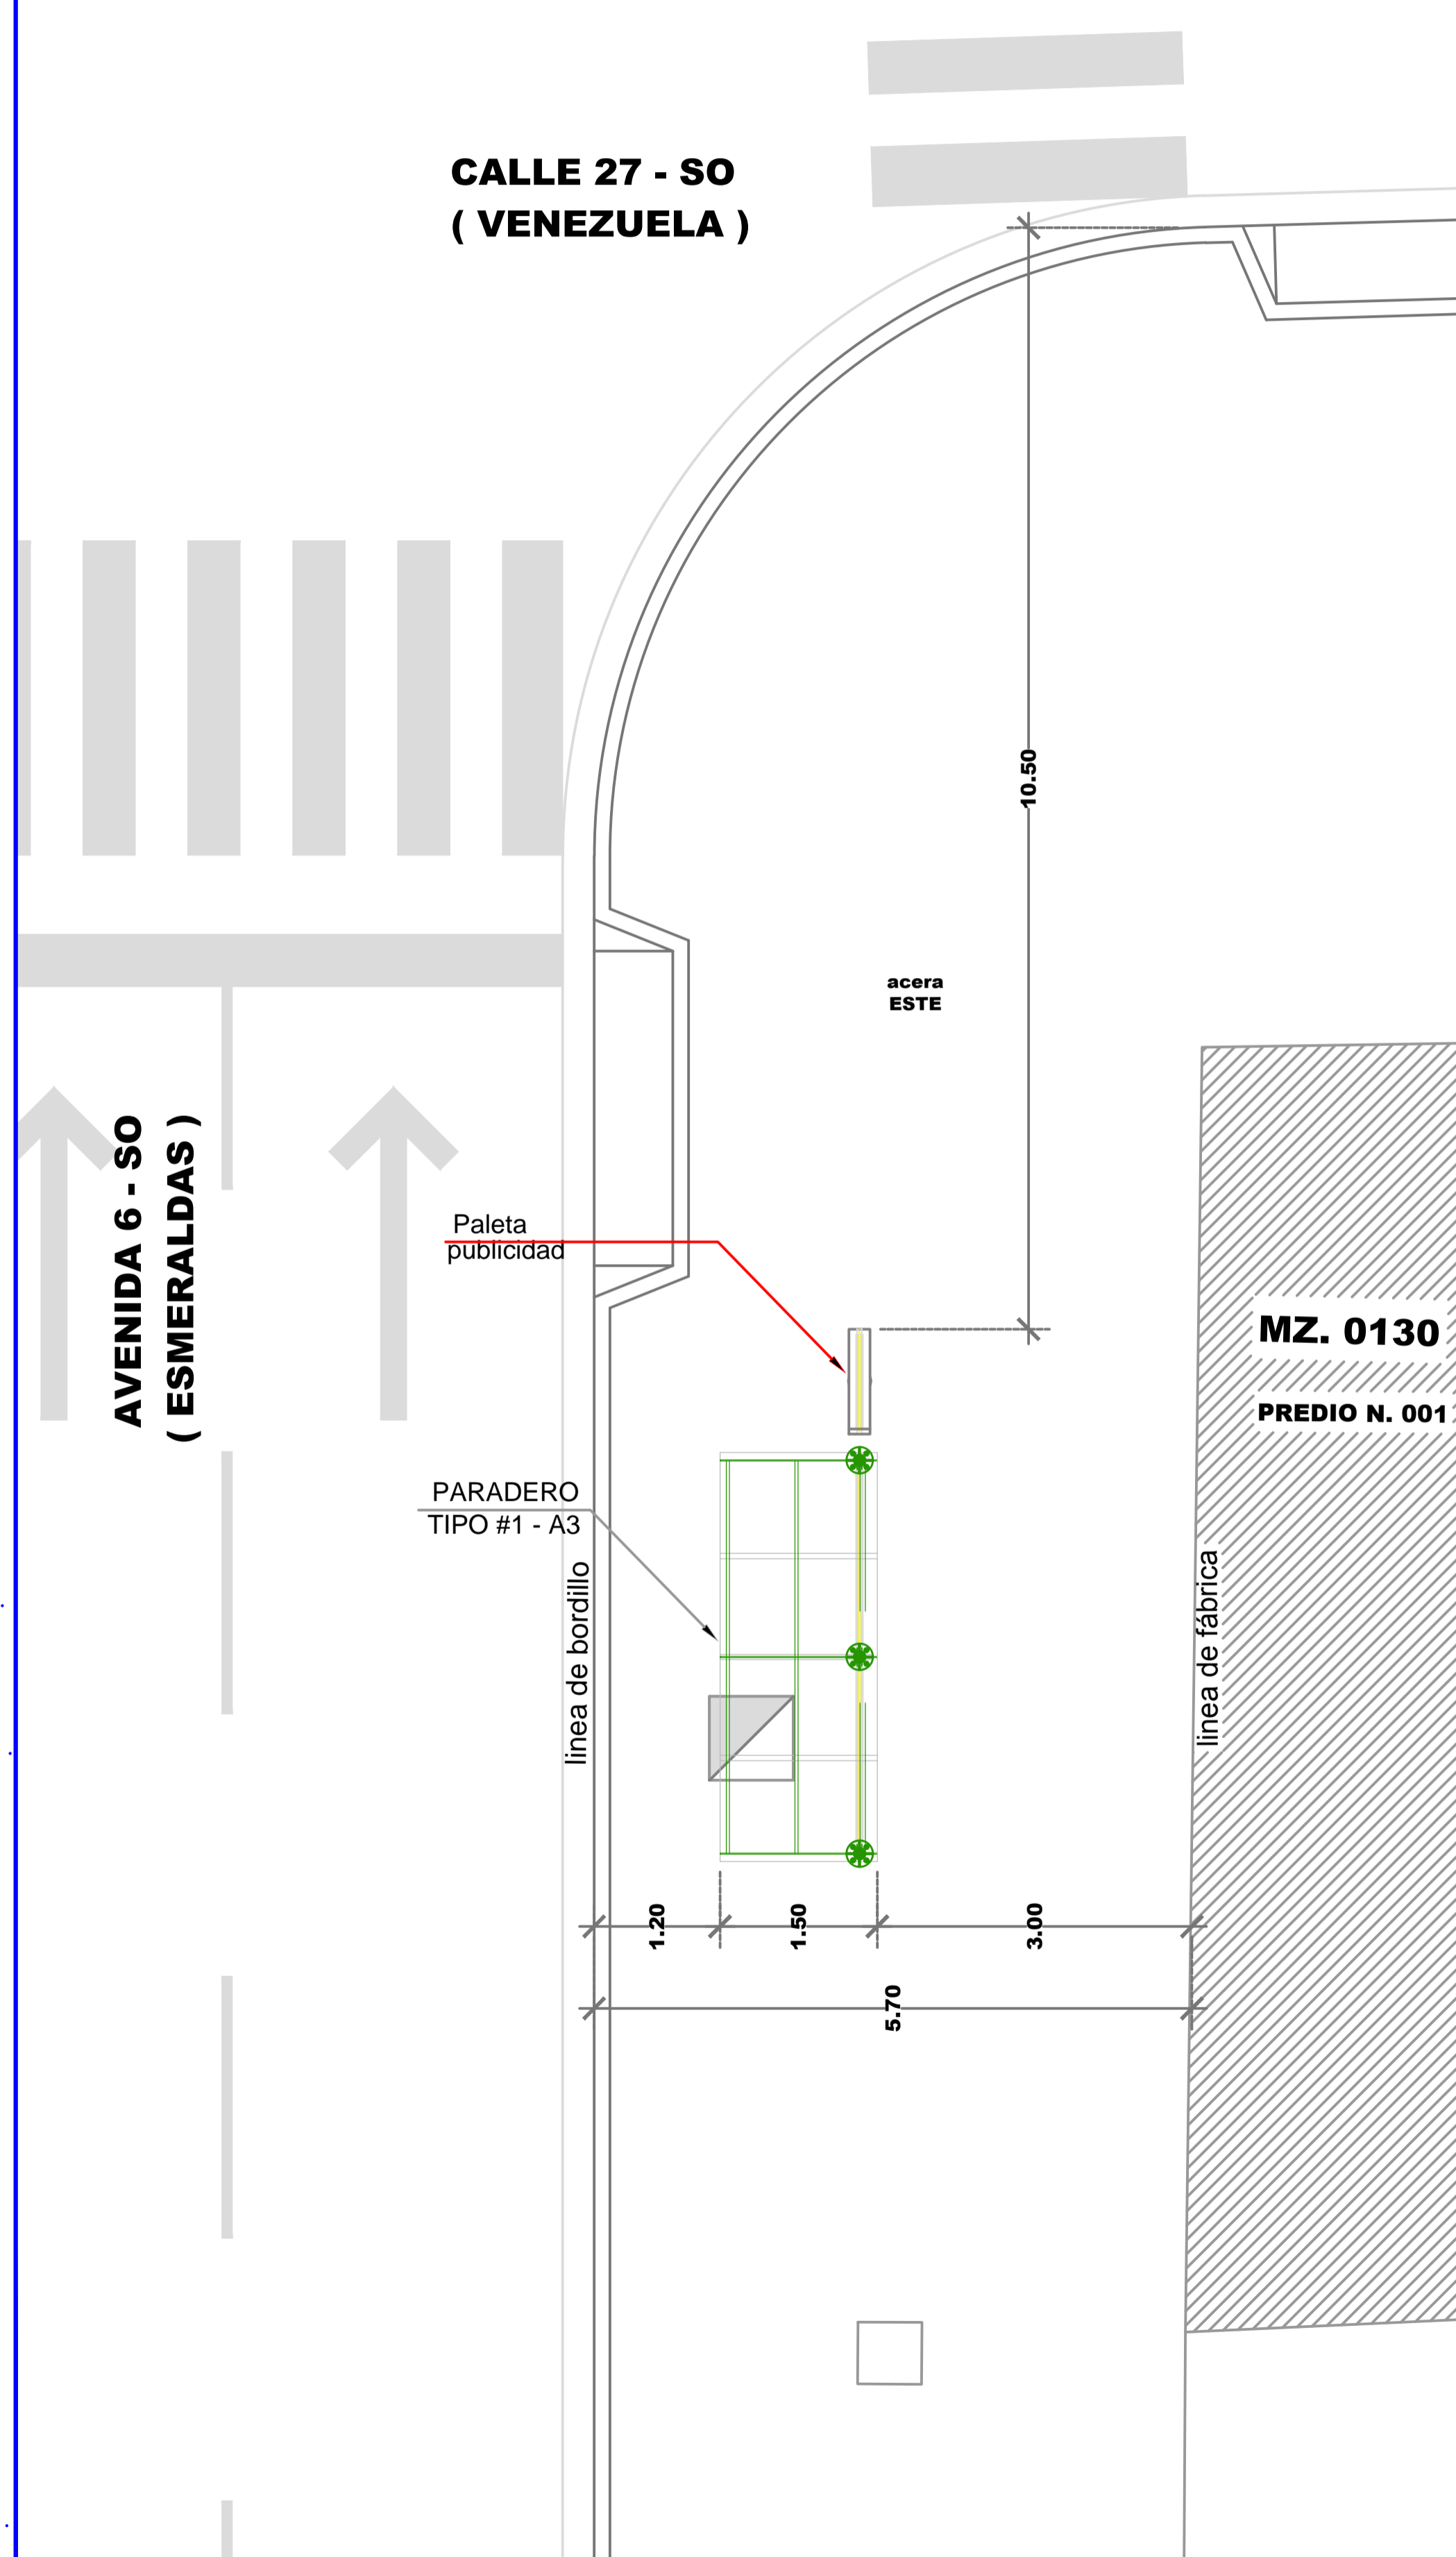 CALLE 27 - SO
( VENEZUELA )
10.50
acera
ESTE
AVENIDA 6 - SO
( ESMERALDAS )
Paleta
publicidad
MZ. 0130
PREDIO N. 001
PARADERO
TIPO #1 - A3
linea de bordillo
linea de fábrica
1.20
1.50
3.00
5.70